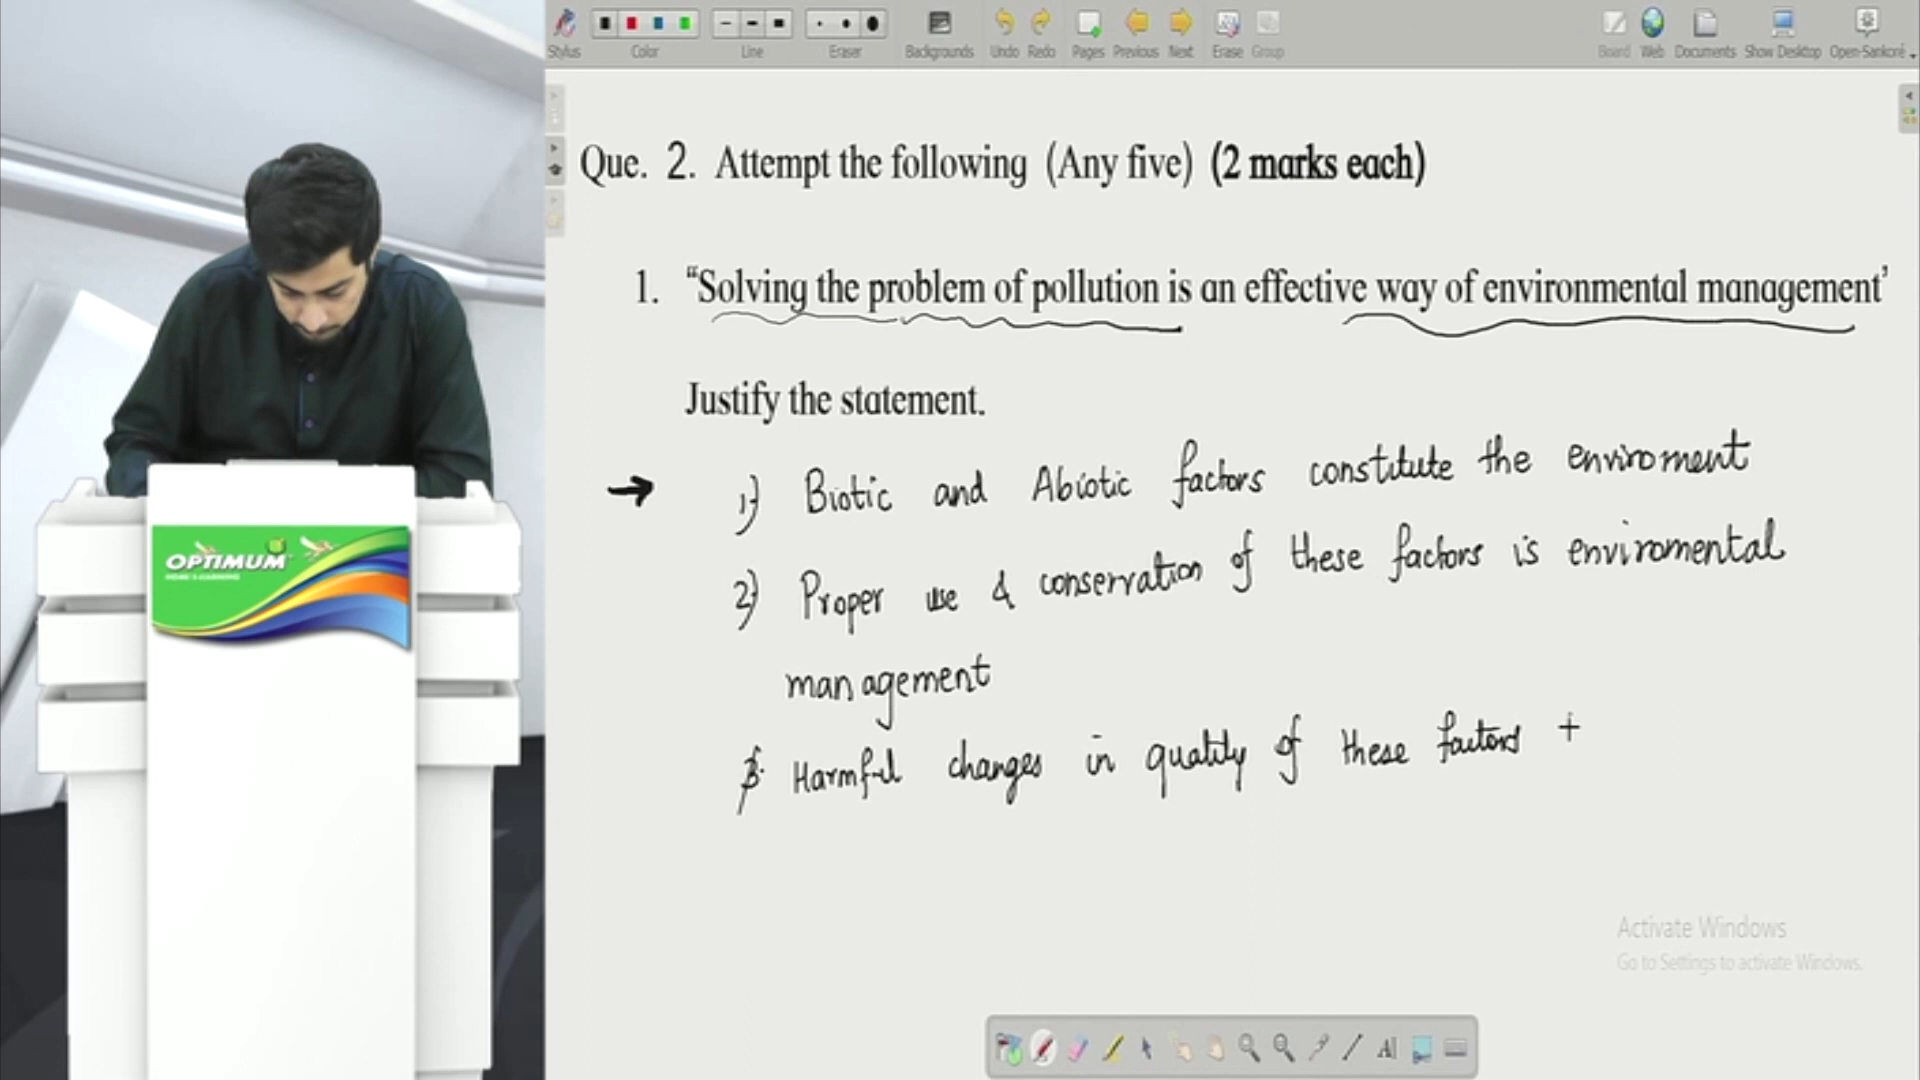 Stylus Color Line Eraser Backgrounds Undo Redo Pages Previous Next Erase Group Board Web Documents Show Desktop Open-Sankoré
Que. 2. Attempt the following (Any five) (2 marks each)
1. “Solving the problem of pollution is an effective way of environmental management’
Justify the statement.
→ 1) Biotic and Abiotic factors constitute the enviroment
2) Proper use & conservation of these factors is enviromental
management
3. Harmful changes in quality of these factors t
OPTIMUM
Activate Windows
Go to Settings to activate Windows.